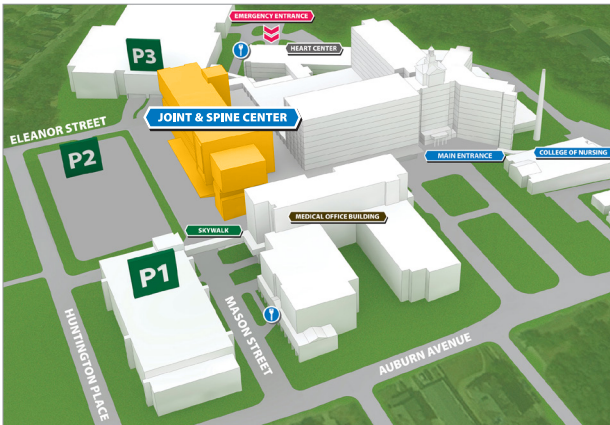 EMERGENCY ENTRANCE
P3
HEART CENTER
JOINT & SPINE CENTER
ELEANOR STREET
P2
MAIN ENTRANCE
COLLEGE OF NURSING
MEDICAL OFFICE BUILDING
SKYWALK
P1
MASON STREET
HUNTINGTON PLACE
AUBURN AVENUE